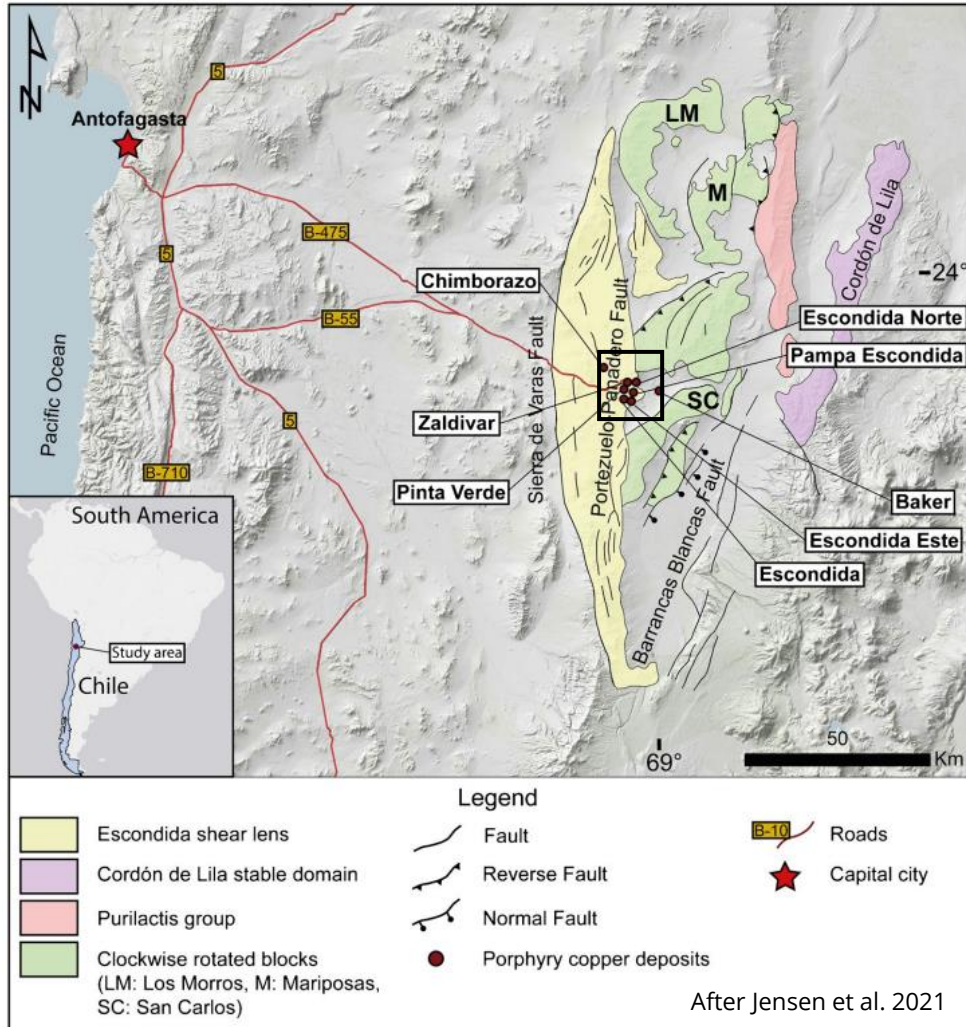 N
Antofagasta
5
B-475
5
B-55
5
B-710
Pacific Ocean
LM
M
SC
Cordón de Lila
24°
Chimborazo
Escondida Norte
Pampa Escondida
Zaldivar
Pinta Verde
Sierra de Varas Fault
Portezuelo-Panadero Fault
Barrancas Blancas Fault
Baker
Escondida Este
Escondida
South America
Study area
Chile
69°
50
Km
Legend
Escondida shear lens
Cordón de Lila stable domain
Purilactis group
Clockwise rotated blocks
(LM: Los Morros, M: Mariposas,
SC: San Carlos)
Fault
Reverse Fault
Normal Fault
Porphyry copper deposits
B-10
Roads
Capital city
After Jensen et al. 2021